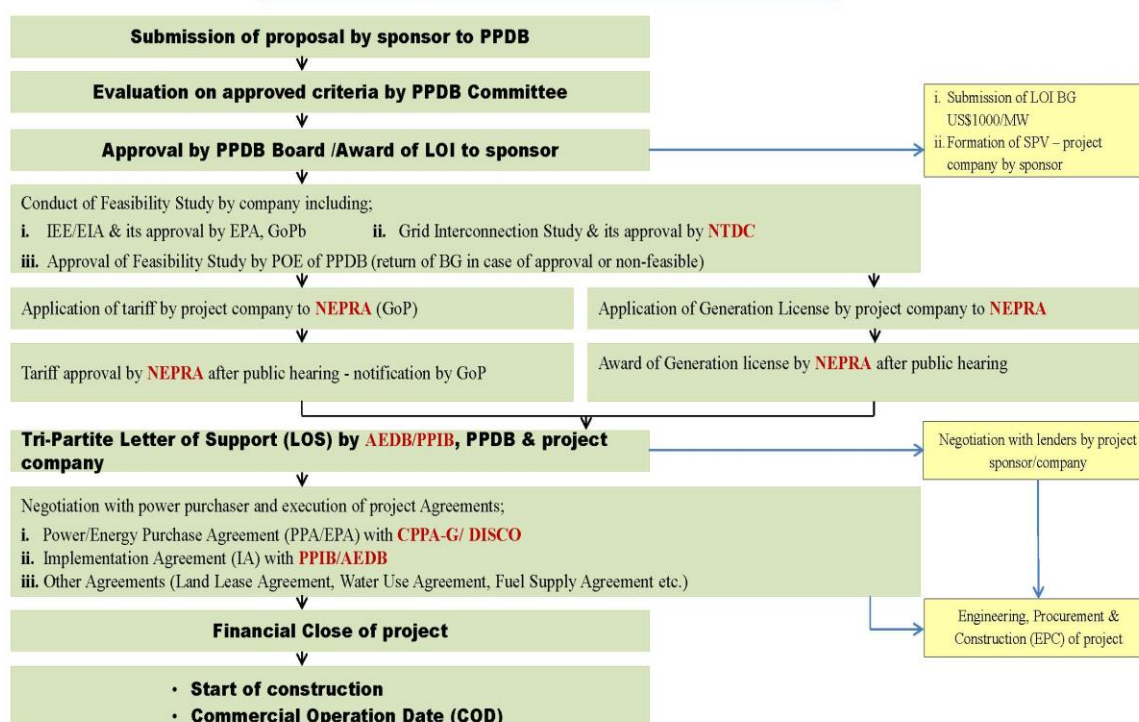 Submission of proposal by sponsor to PPDB
Evaluation on approved criteria by PPDB Committee
Approval by PPDB Board /Award of LOI to sponsor
i. Submission of LOI BG
US$1000/MW
ii. Formation of SPV – project
company by sponsor
Conduct of Feasibility Study by company including;
i. IEE/EIA & its approval by EPA, GoPb ii. Grid Interconnection Study & its approval by NTDC
iii. Approval of Feasibility Study by POE of PPDB (return of BG in case of approval or non-feasible)
Application of tariff by project company to NEPRA (GoP)
Application of Generation License by project company to NEPRA
Tariff approval by NEPRA after public hearing - notification by GoP
Award of Generation license by NEPRA after public hearing
Tri-Partite Letter of Support (LOS) by AEDB/PPIB, PPDB & project
company
Negotiation with lenders by project
sponsor/company
Negotiation with power purchaser and execution of project Agreements;
i. Power/Energy Purchase Agreement (PPA/EPA) with CPPA-G/ DISCO
ii. Implementation Agreement (IA) with PPIB/AEDB
iii. Other Agreements (Land Lease Agreement, Water Use Agreement, Fuel Supply Agreement etc.)
Engineering, Procurement &
Construction (EPC) of project
Financial Close of project
• Start of construction
• Commercial Operation Date (COD)